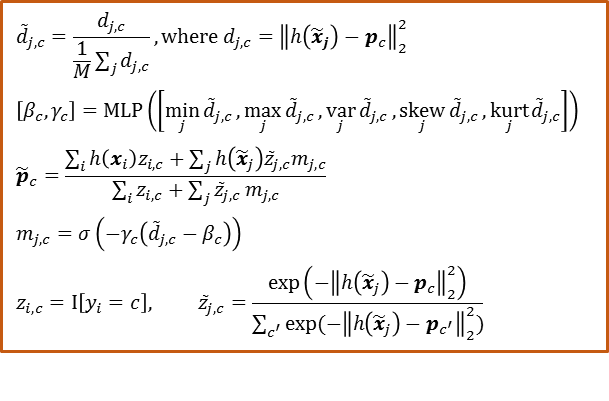 d̃_{j,c} = d_{j,c} / (1/M ∑_j d_{j,c}) , where d_{j,c} = ‖h(x̃_j) − p_c‖_2^2
[β_c, γ_c] = MLP([min_j d̃_{j,c} , max_j d̃_{j,c} , var_j d̃_{j,c} , skew_j d̃_{j,c} , kurt_j d̃_{j,c}])
p̃_c = (∑_i h(x_i) z_{i,c} + ∑_j h(x̃_j) z̃_{j,c} m_{j,c}) / (∑_i z_{i,c} + ∑_j z̃_{j,c} m_{j,c})
m_{j,c} = σ(−γ_c(d̃_{j,c} − β_c))
z_{i,c} = I[y_i = c], z̃_{j,c} = exp(−‖h(x̃_j) − p_c‖_2^2) / ∑_{c′} exp(−‖h(x̃_j) − p_{c′}‖_2^2)